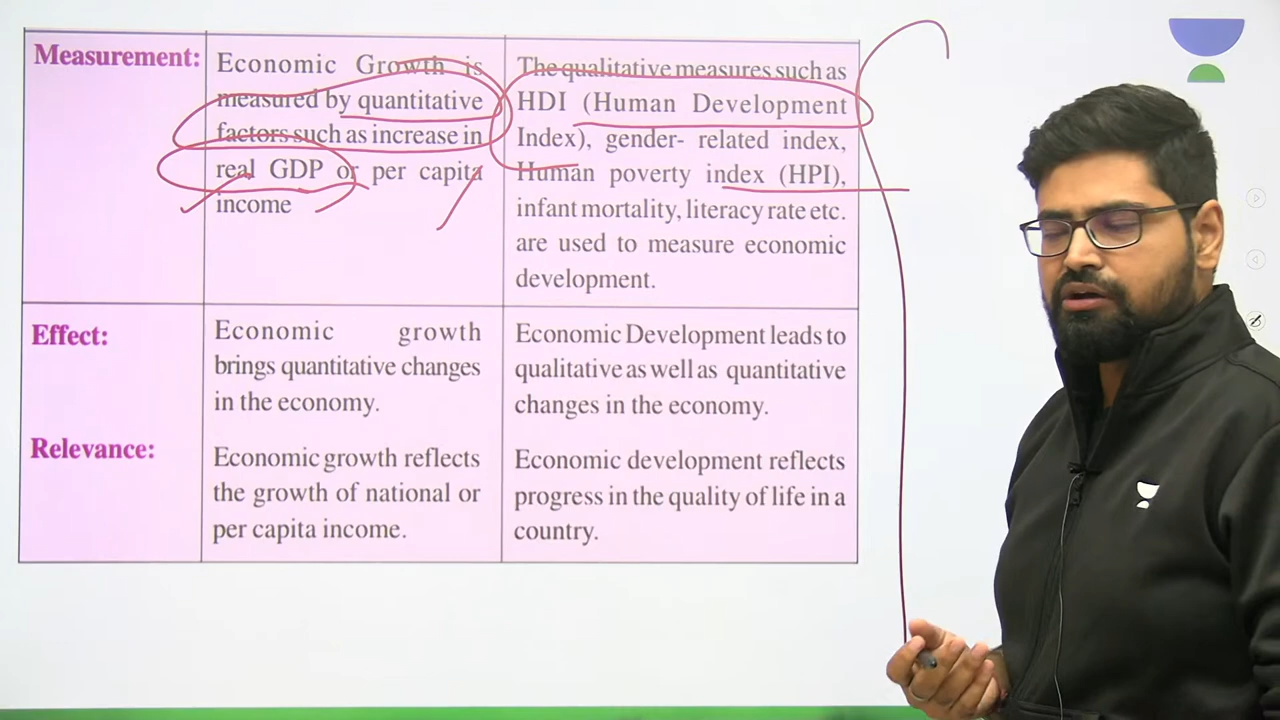 Measurement:
Economic Growth is
measured by quantitative
factors such as increase in
real GDP or per capita
income
The qualitative measures such as
HDI (Human Development
Index), gender- related index,
Human poverty index (HPI),
infant mortality, literacy rate etc.
are used to measure economic
development.
Effect:
Economic growth
brings quantitative changes
in the economy.
Economic Development leads to
qualitative as well as quantitative
changes in the economy.
Relevance:
Economic growth reflects
the growth of national or
per capita income.
Economic development reflects
progress in the quality of life in a
country.